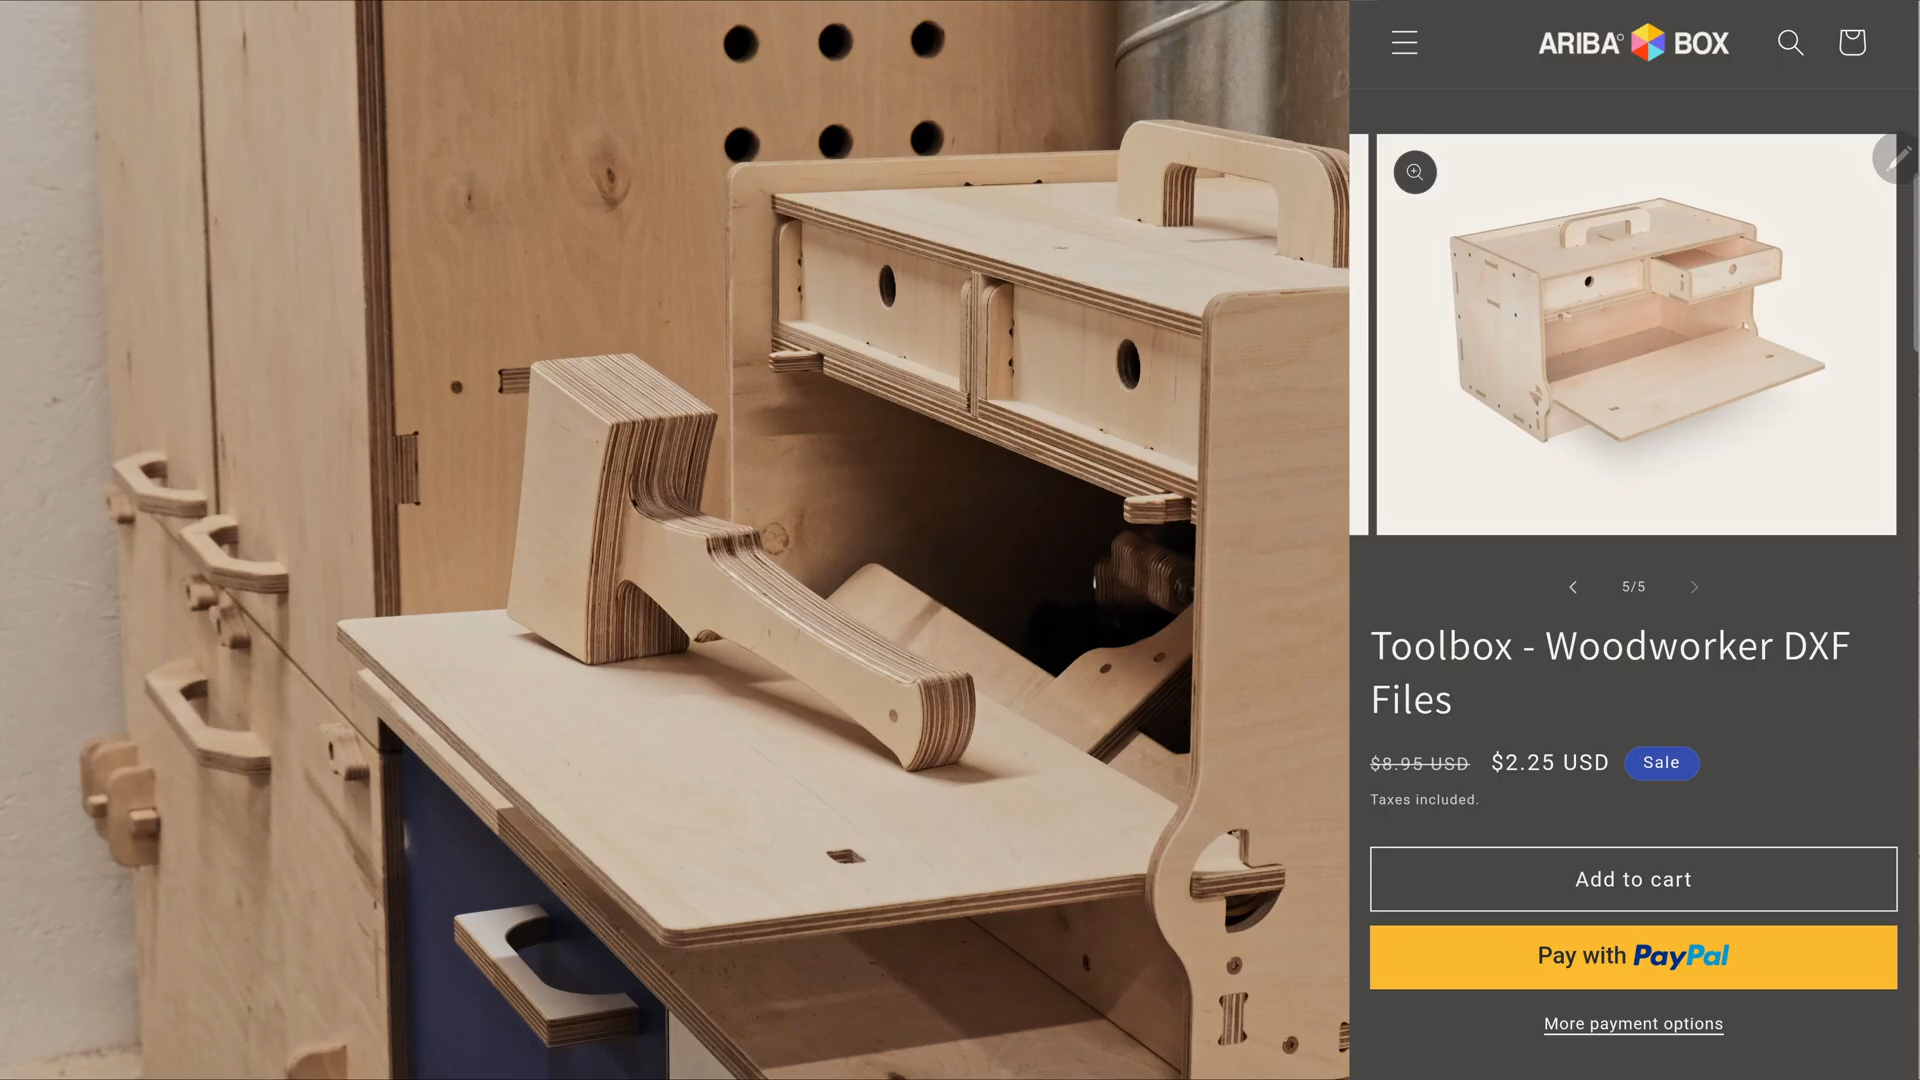 ARIBA BOX
5/5
Toolbox - Woodworker DXF
Files
$8.95 USD $2.25 USD Sale
Taxes included.
Add to cart
Pay with PayPal
More payment options